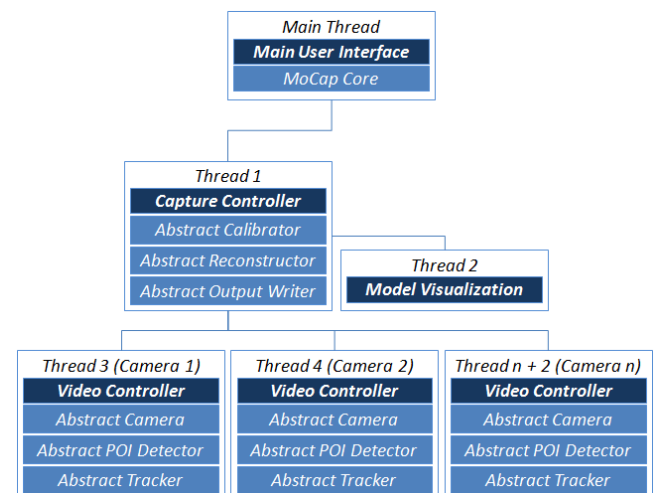 Main Thread
Main User Interface
MoCap Core
Thread 1
Capture Controller
Abstract Calibrator
Abstract Reconstructor
Abstract Output Writer
Thread 2
Model Visualization
Thread 3 (Camera 1)
Video Controller
Abstract Camera
Abstract POI Detector
Abstract Tracker
Thread 4 (Camera 2)
Video Controller
Abstract Camera
Abstract POI Detector
Abstract Tracker
Thread n + 2 (Camera n)
Video Controller
Abstract Camera
Abstract POI Detector
Abstract Tracker